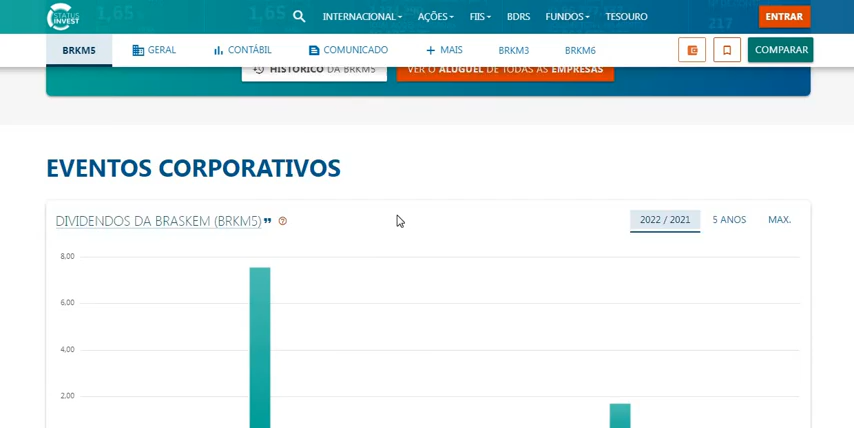 STATUS INVEST
INTERNACIONAL AÇÕES FIIS BDRS FUNDOS TESOURO ENTRAR
BRKM5 GERAL CONTÁBIL COMUNICADO MAIS BRKM3 BRKM6 COMPARAR
HISTÓRICO DA BRKM5 VER O ALUGUEL DE TODAS AS EMPRESAS
EVENTOS CORPORATIVOS
DIVIDENDOS DA BRASKEM (BRKM5) 2022 / 2021 5 ANOS MAX.
8.00
6.00
4.00
2.00